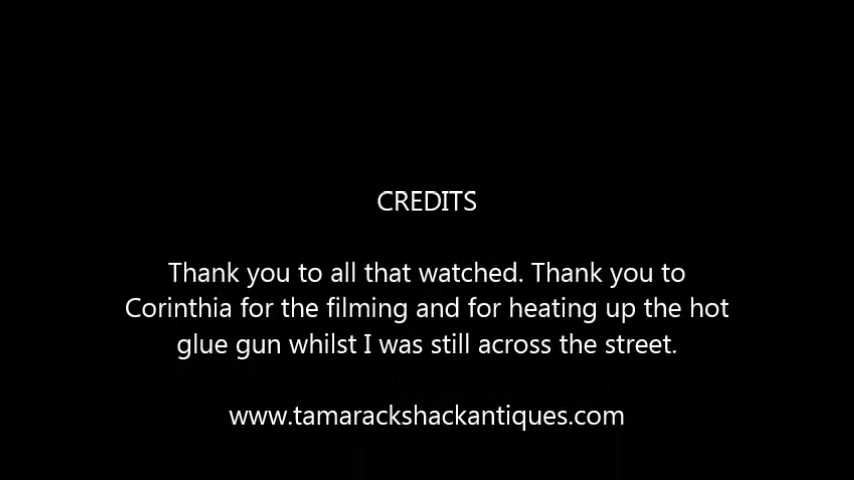 CREDITS
Thank you to all that watched. Thank you to
Corinthia for the filming and for heating up the hot
glue gun whilst I was still across the street.
www.tamarackshackantiques.com